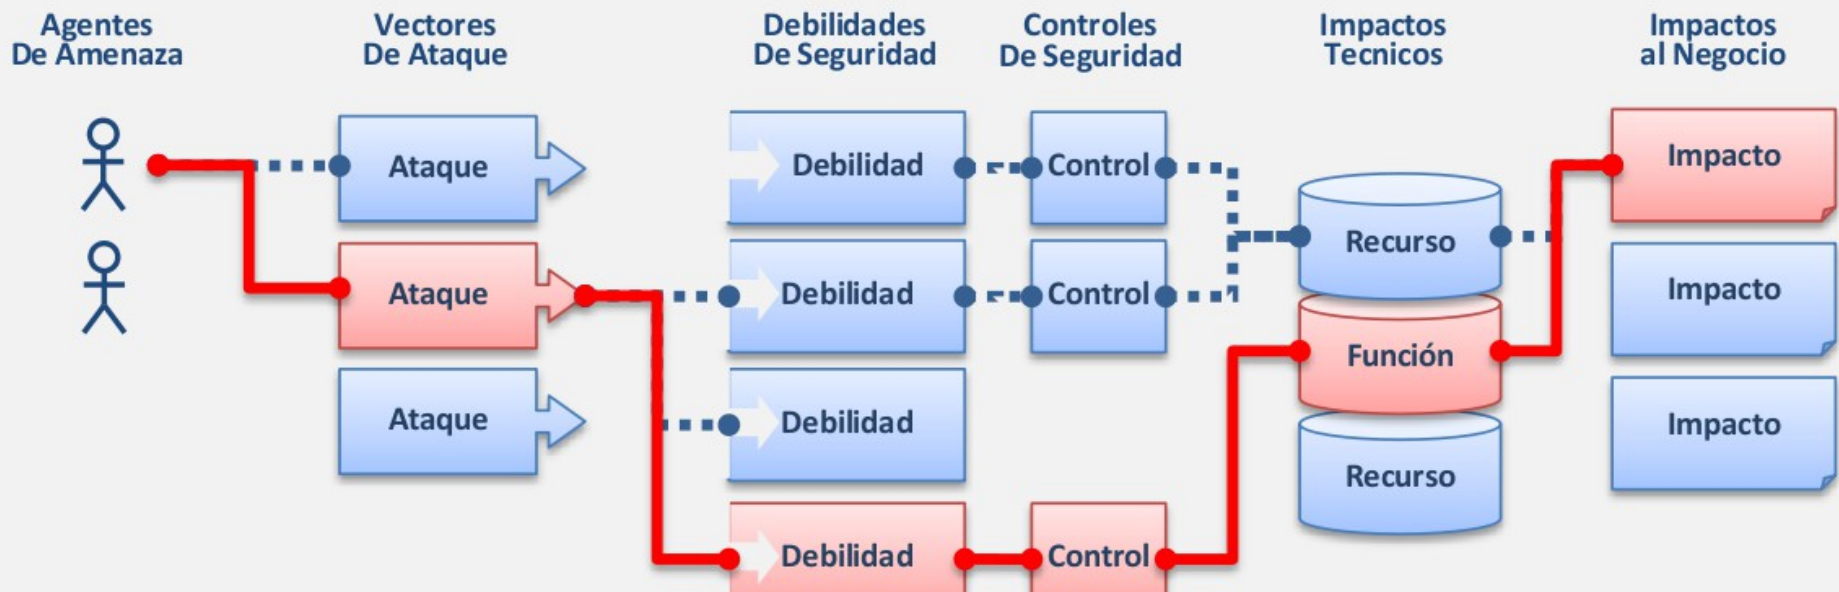 Agentes
De Amenaza
Vectores
De Ataque
Debilidades
De Seguridad
Controles
De Seguridad
Impactos
Tecnicos
Impactos
al Negocio
Ataque
Debilidad
Control
Impacto
Recurso
Ataque
Debilidad
Control
Impacto
Función
Ataque
Debilidad
Impacto
Recurso
Debilidad
Control